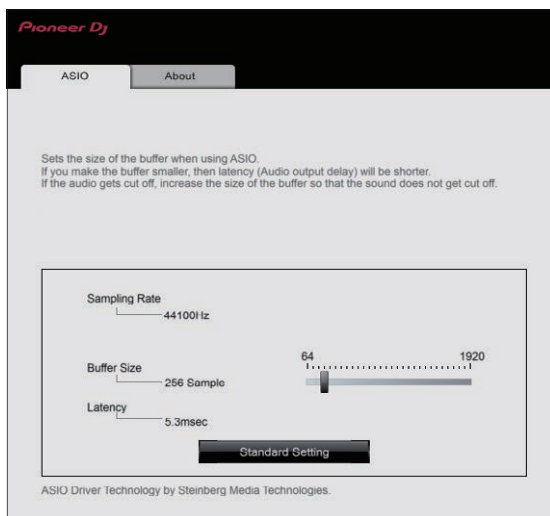 Pioneer Dj
ASIO
About
Sets the size of the buffer when using ASIO.
If you make the buffer smaller, then latency (Audio output delay) will be shorter.
If the audio gets cut off, increase the size of the buffer so that the sound does not get cut off.
Sampling Rate
44100Hz
64 1920
Buffer Size
256 Sample
Latency
5.3msec
Standard Setting
ASIO Driver Technology by Steinberg Media Technologies.